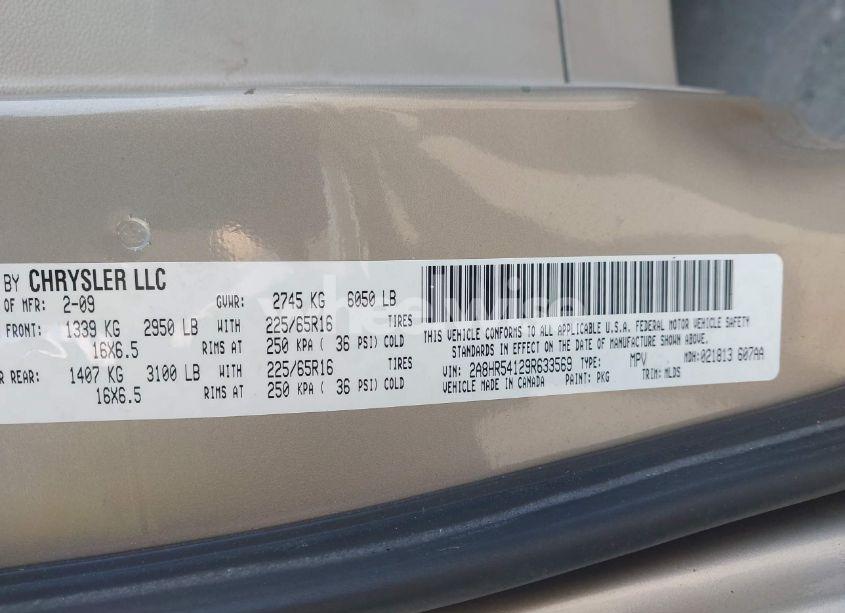 BY CHRYSLER LLC
OF MFR: 2-09 GVWR: 2745 KG 6050 LB
FRONT: 1339 KG 2950 LB WITH 225/65R16 TIRES
16X6.5 RIMS AT 250 KPA ( 36 PSI) COLD
R REAR: 1407 KG 3100 LB WITH 225/65R16 TIRES
16X6.5 RIMS AT 250 KPA ( 36 PSI) COLD
THIS VEHICLE CONFORMS TO ALL APPLICABLE U.S.A. FEDERAL MOTOR VEHICLE SAFETY
STANDARDS IN EFFECT ON THE DATE OF MANUFACTURE SHOWN ABOVE.
VIN: 2A8HR54129R633569 TYPE: MPV MDH:021813 607AA
VEHICLE MADE IN CANADA PAINT: PKG TRIM: MLDS